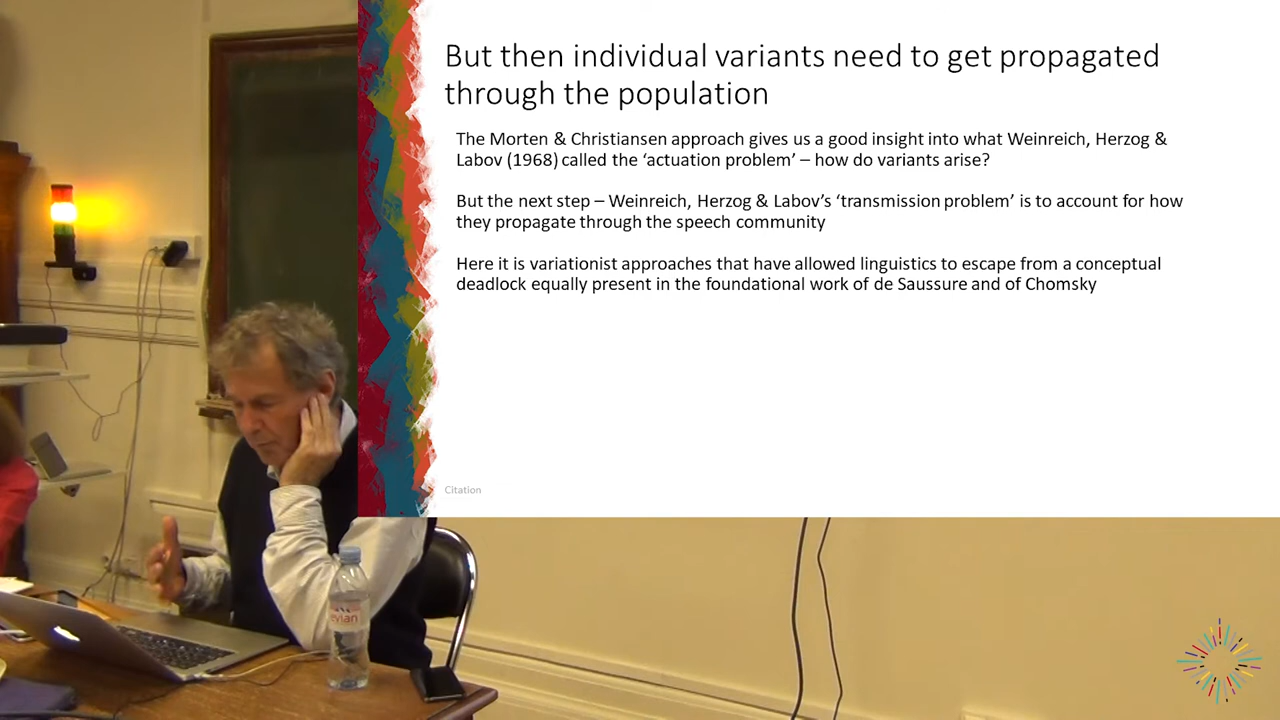 But then individual variants need to get propagated
through the population
The Morten & Christiansen approach gives us a good insight into what Weinreich, Herzog &
Labov (1968) called the ‘actuation problem’ – how do variants arise?
But the next step – Weinreich, Herzog & Labov’s ‘transmission problem’ is to account for how
they propagate through the speech community
Here it is variationist approaches that have allowed linguistics to escape from a conceptual
deadlock equally present in the foundational work of de Saussure and of Chomsky
Citation
evian